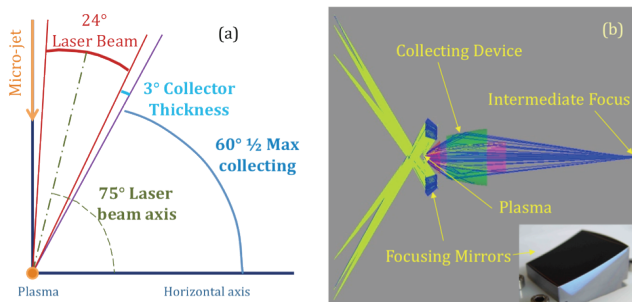 24°
Laser Beam
(a)
Micro-jet
3° Collector
Thickness
60° ½ Max
collecting
75° Laser
beam axis
Plasma
Horizontal axis
(b)
Collecting Device
Intermediate Focus
Plasma
Focusing Mirrors